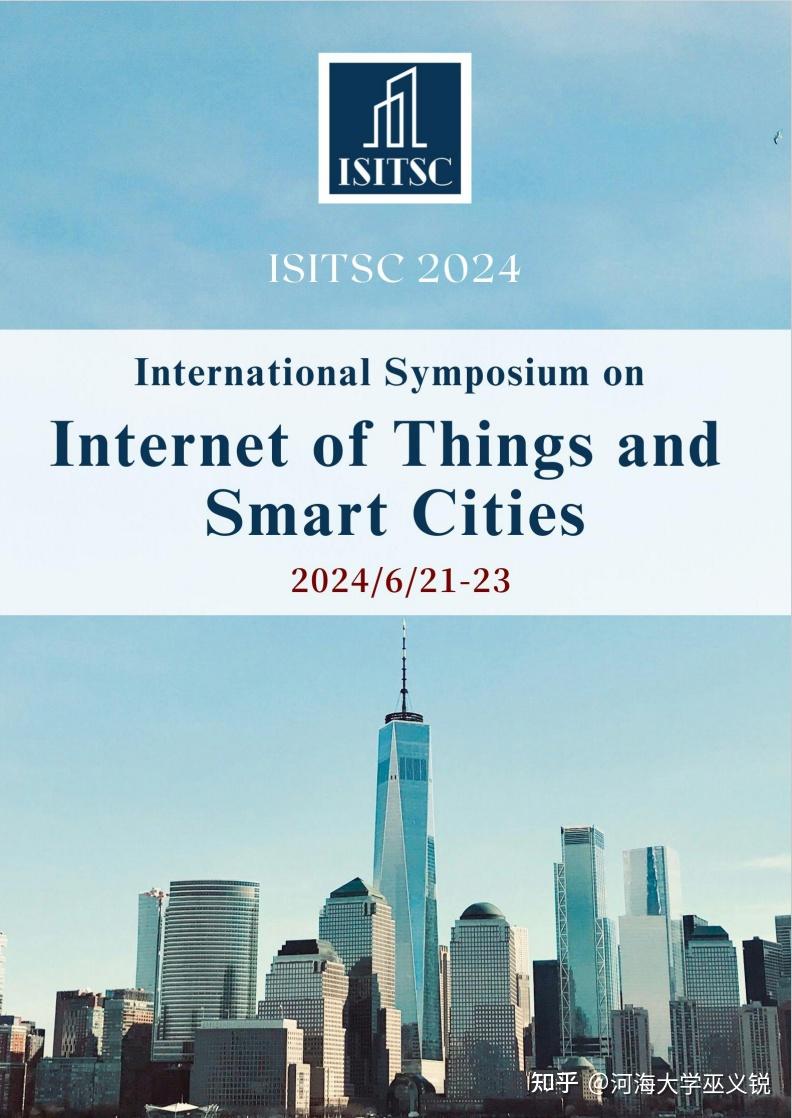 ISITSC
ISITSC 2024
International Symposium on
Internet of Things and
Smart Cities
2024/6/21-23
知乎 @河海大学巫义锐